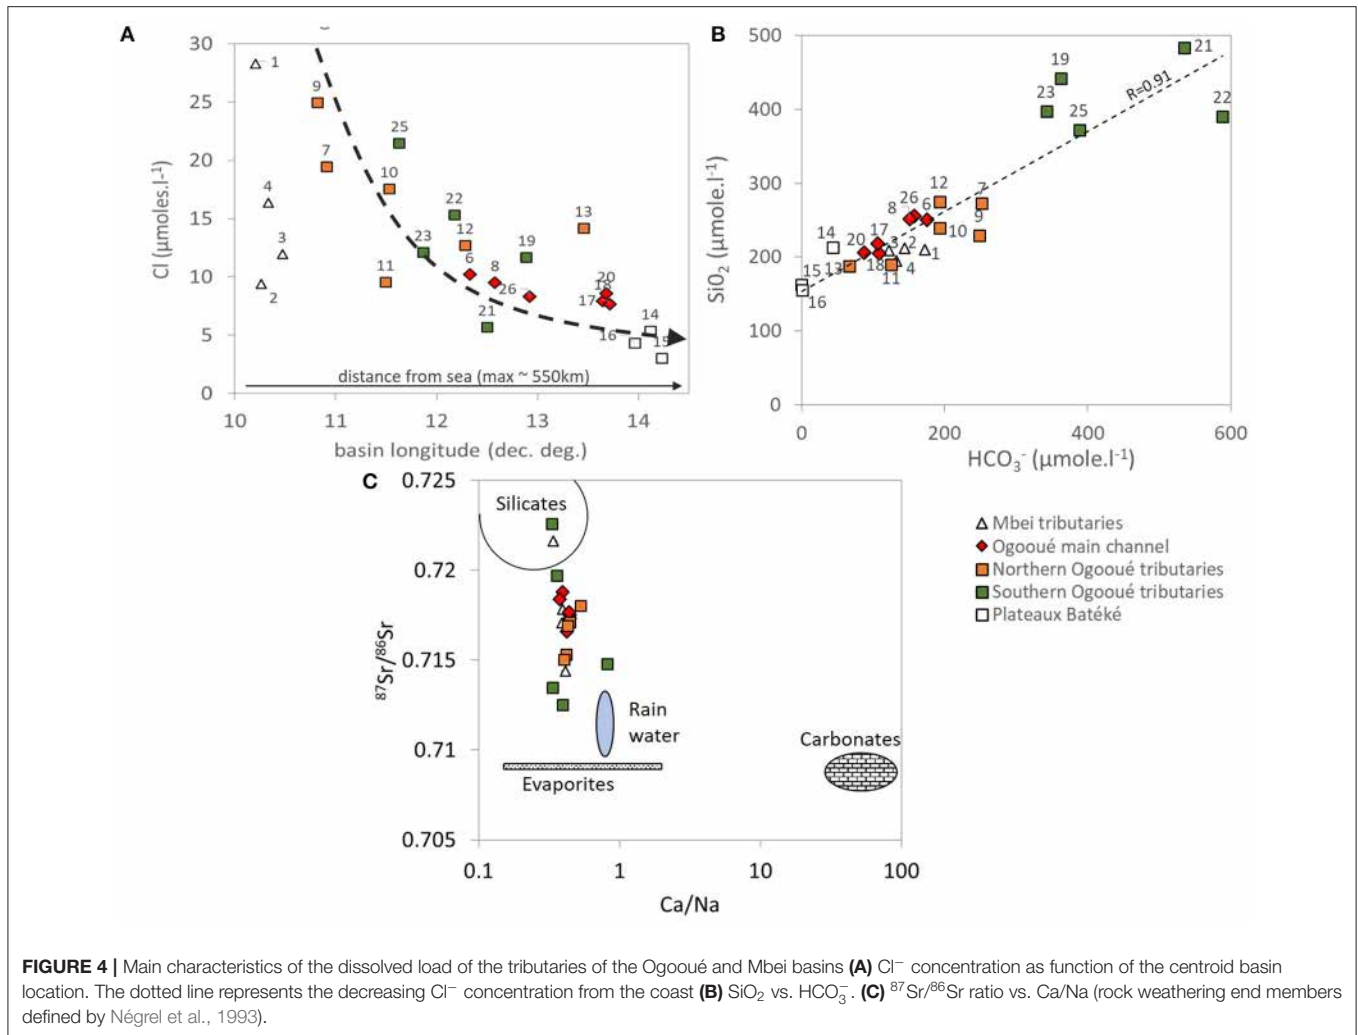 A
30
25
20
15
10
5
0
Cl (µmoles.l⁻¹)
1
9
25
7
10
4
22
13
12
23
19
3
6
8
11
2
26
20
18
17
21
14
16
15
distance from sea (max ~ 550km)
10 11 12 13 14
basin longitude (dec. deg.)
B
500
400
300
200
100
0
SiO₂ (µmole.l⁻¹)
21
19
R=0.91
23
25
22
12
7
26
6
8
9
17
10
14
20
3
2
1
13
18
4
11
15
16
0 200 400 600
HCO₃⁻ (µmole.l⁻¹)
C
0.725
0.72
0.715
0.71
0.705
⁸⁷Sr/⁸⁶Sr
Silicates
Rain
water
Evaporites
Carbonates
0.1 1 10 100
Ca/Na
Mbei tributaries
Ogooué main channel
Northern Ogooué tributaries
Southern Ogooué tributaries
Plateaux Batéké
FIGURE 4 | Main characteristics of the dissolved load of the tributaries of the Ogooué and Mbei basins (A) Cl⁻ concentration as function of the centroid basin
location. The dotted line represents the decreasing Cl⁻ concentration from the coast (B) SiO₂ vs. HCO₃⁻. (C) ⁸⁷Sr/⁸⁶Sr ratio vs. Ca/Na (rock weathering end members
defined by Négrel et al., 1993).